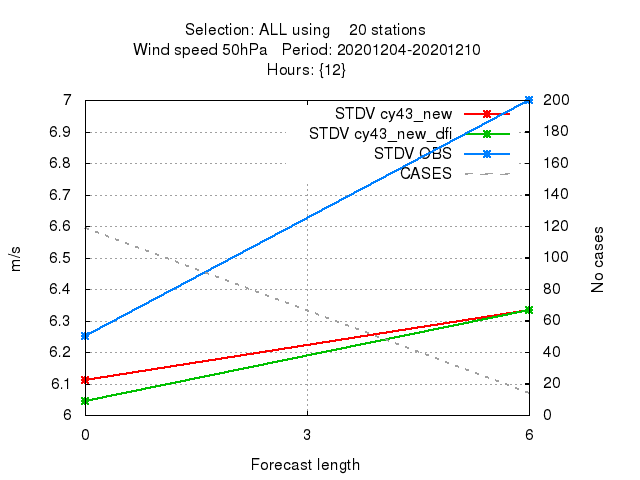 Selection: ALL using 20 stations
Wind speed 50hPa Period: 20201204-20201210
Hours: {12}
7
6.9
6.8
6.7
6.6
6.5
6.4
6.3
6.2
6.1
6
m/s
STDV cy43_new
STDV cy43_new_dfi
STDV OBS
CASES
200
180
160
140
120
100
80
60
40
20
0
No cases
0 3 6
Forecast length